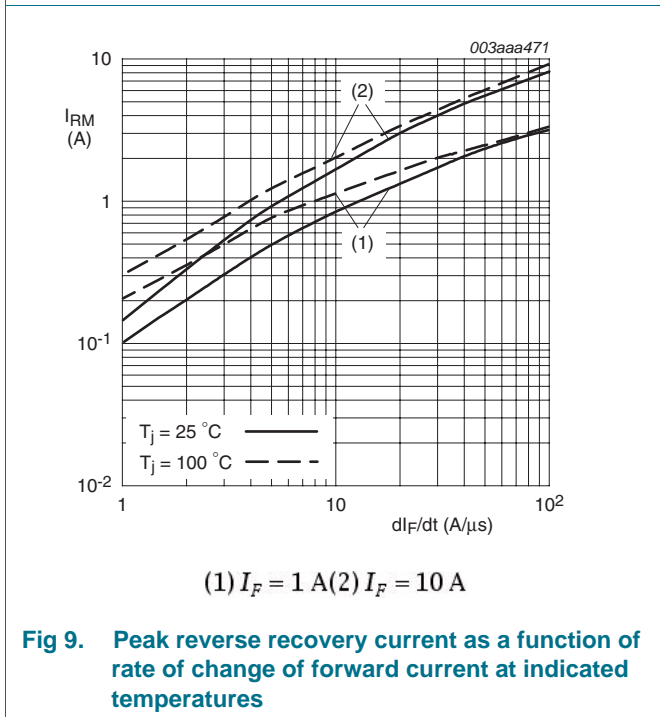 003aaa471
10
I_RM
(A)
(2)
1
(1)
10^-1
T_j = 25 °C
T_j = 100 °C
10^-2
1
10
10^2
dI_F/dt (A/μs)
(1) I_F = 1 A(2) I_F = 10 A
Fig 9. Peak reverse recovery current as a function of
rate of change of forward current at indicated
temperatures